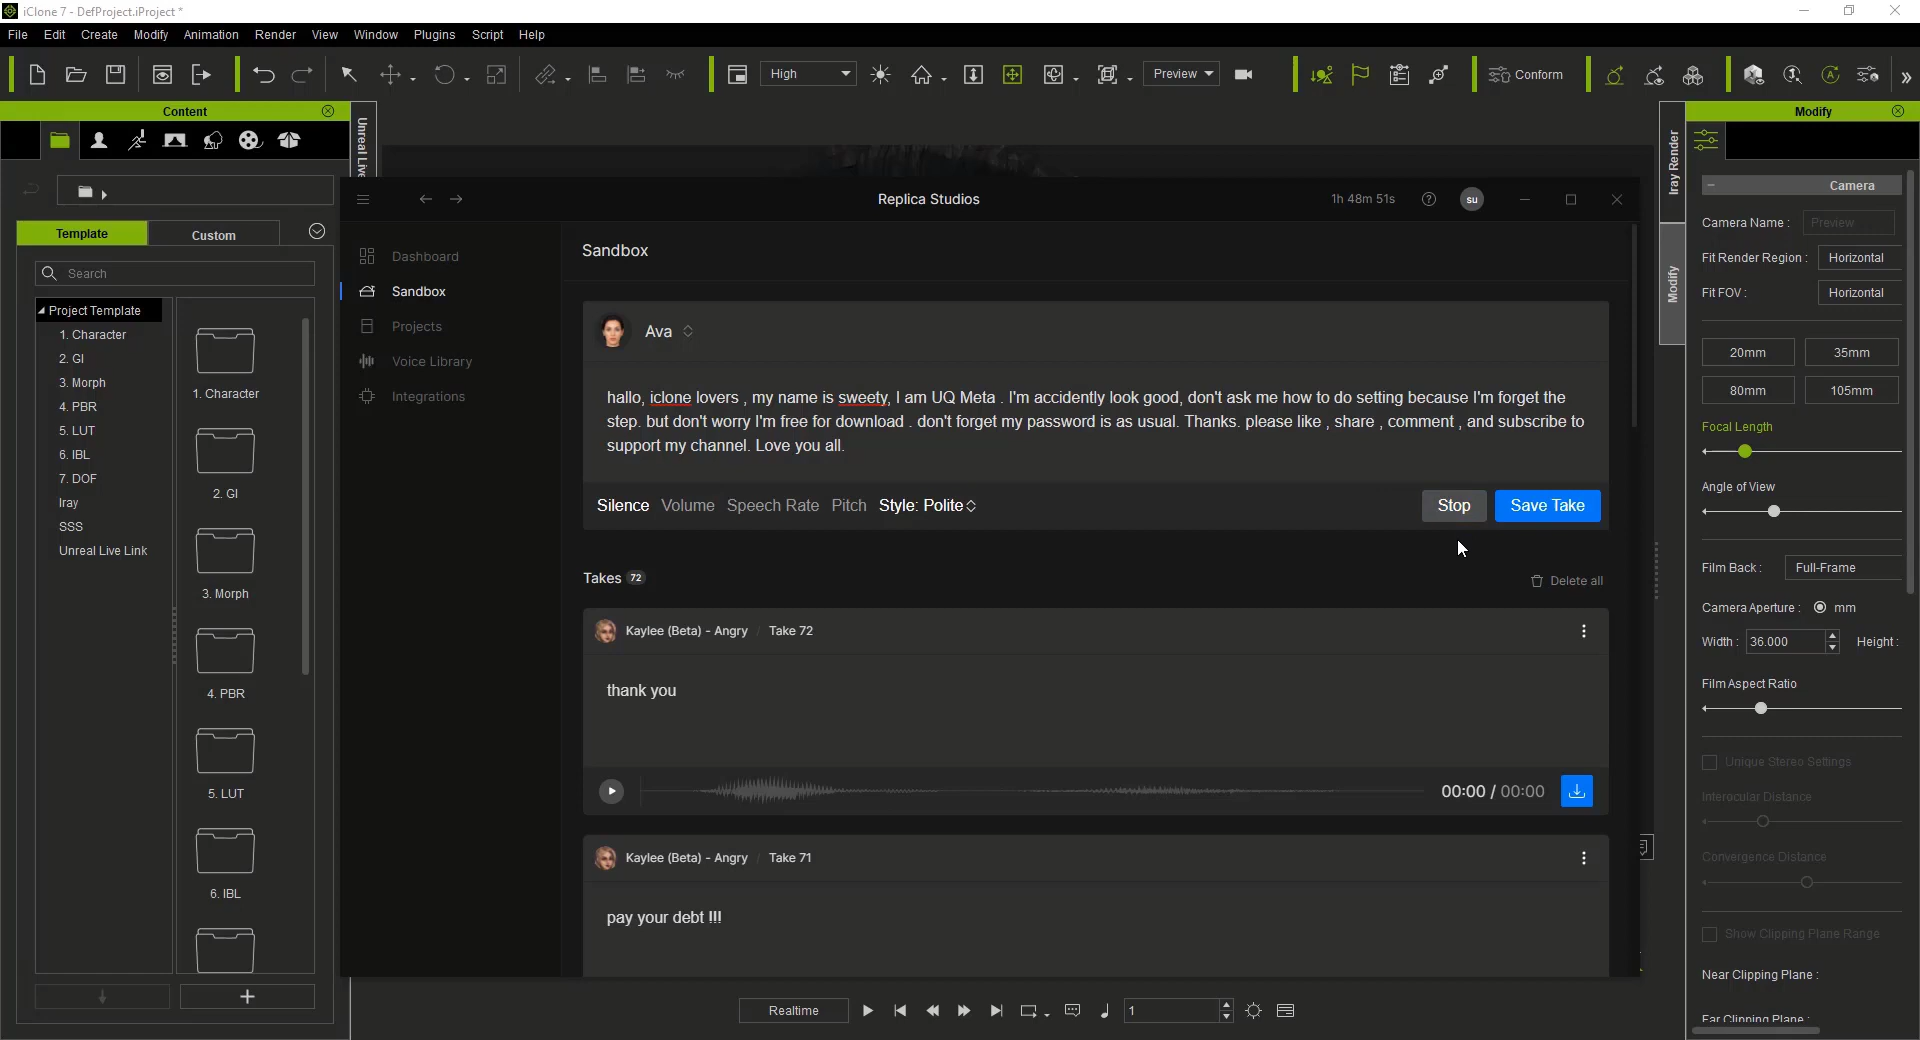 iClone 7 - DefProject.iProject *
File Edit Create Modify Animation Render View Window Plugins Script Help
High
Preview
Conform
Content
Unreal Live
Template
Custom
Search
Project Template
1. Character
2. GI
3. Morph
4. PBR
5. LUT
6. IBL
7. DOF
Iray
SSS
Unreal Live Link
1. Character
2. GI
3. Morph
4. PBR
5. LUT
6. IBL
Replica Studios
1h 48m 51s
su
Dashboard
Sandbox
Projects
Voice Library
Integrations
Sandbox
Ava
hallo, iclone lovers , my name is sweety, I am UQ Meta . I'm accidently look good, don't ask me how to do setting because I'm forget the
step. but don't worry I'm free for download . don't forget my password is as usual. Thanks. please like , share , comment , and subscribe to
support my channel. Love you all.
Silence Volume Speech Rate Pitch Style: Polite
Stop
Save Take
Takes 72
Delete all
Kaylee (Beta) - Angry / Take 72
thank you
00:00 / 00:00
Kaylee (Beta) - Angry / Take 71
pay your debt !!!
Realtime
1
Iray Render
Modify
Modify
Camera
Camera Name : Preview
Fit Render Region : Horizontal
Fit FOV : Horizontal
20mm
35mm
80mm
105mm
Focal Length
Angle of View
Film Back : Full-Frame
Camera Aperture : mm
Width : 36.000 Height :
Film Aspect Ratio
Unique Stereo Settings
Interocular Distance
Convergence Distance
Show Clipping Plane Range
Near Clipping Plane :
Far Clipping Plane :